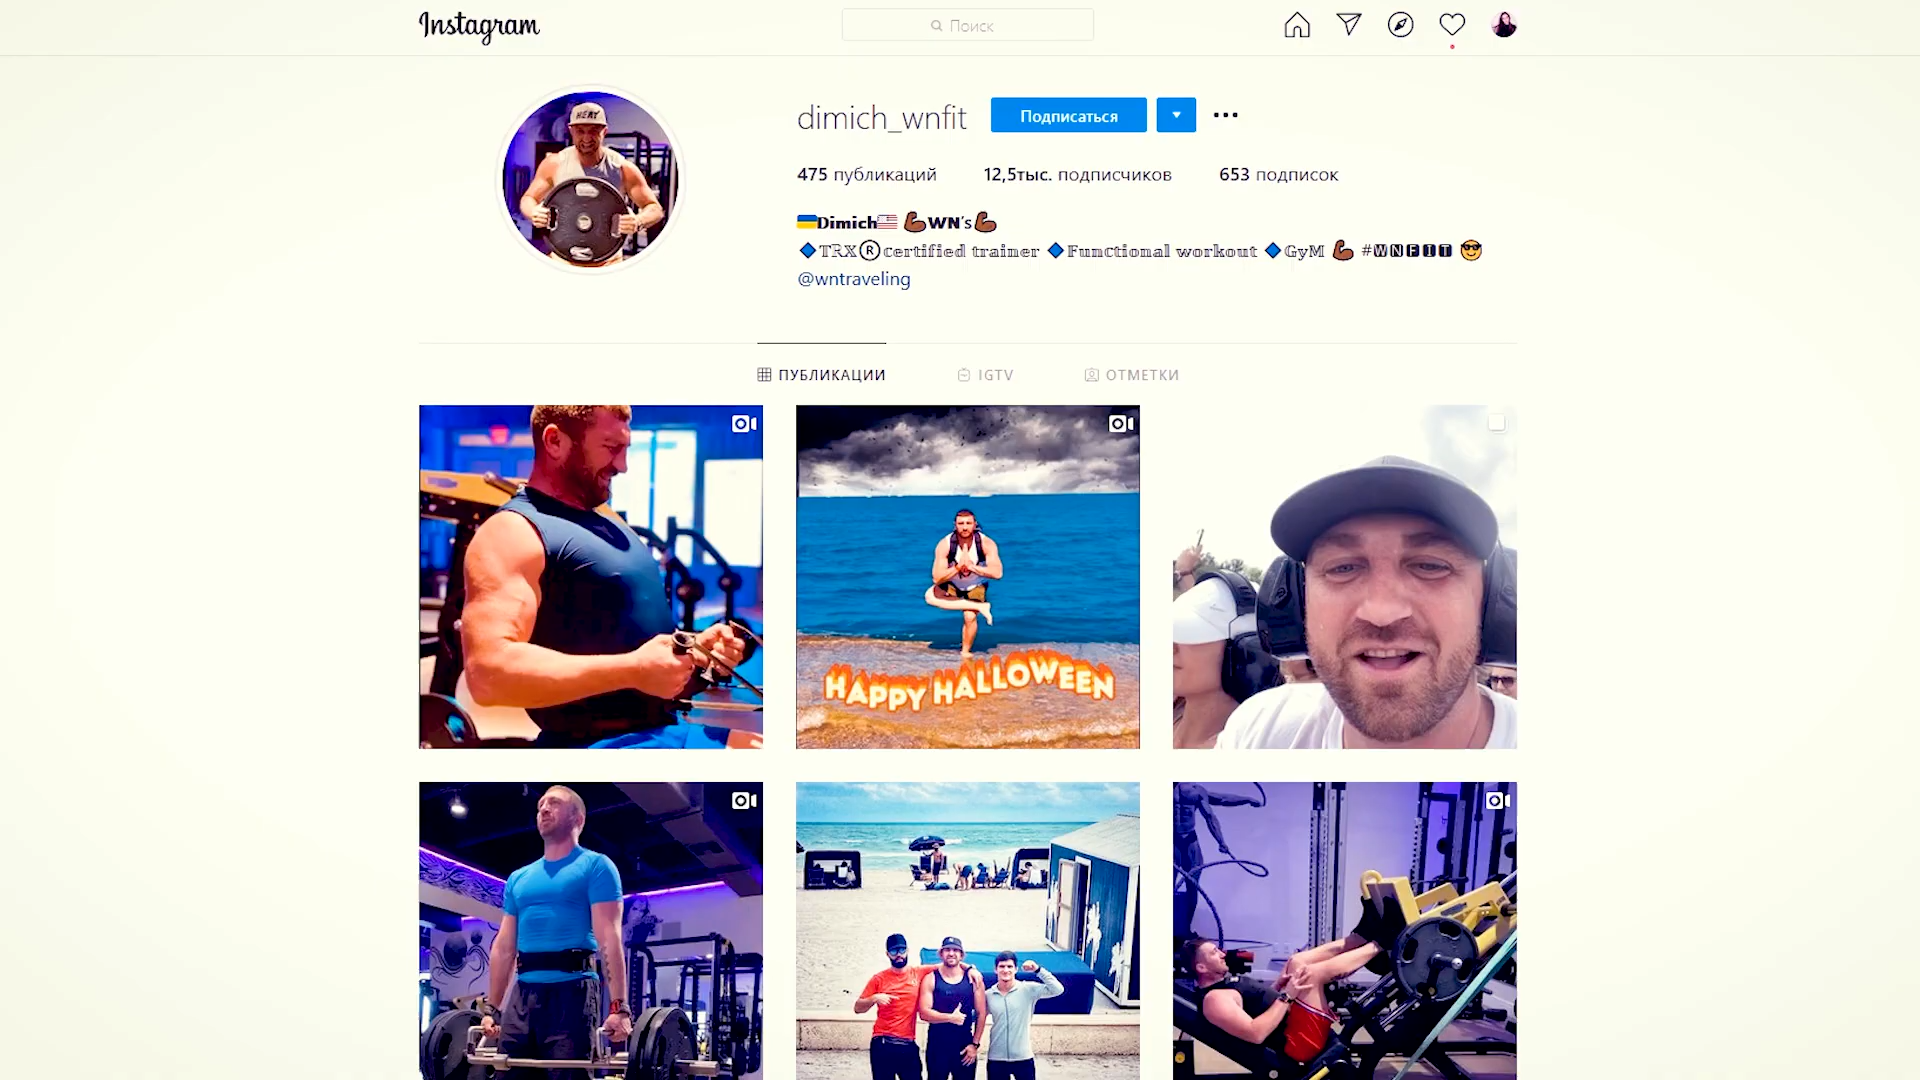 Instagram
Поиск
dimich_wnfit
Подписаться
475 публикаций 12,5тыс. подписчиков 653 подписок
🇺🇦Dimich🇺🇸 💪🏾WN's💪🏾
🔷𝕋ℝ𝕏®𝕔𝕖𝕣𝕥𝕚𝕗𝕚𝕖𝕕 𝕥𝕣𝕒𝕚𝕟𝕖𝕣 🔷𝔽𝕦𝕟𝕔𝕥𝕚𝕠𝕟𝕒𝕝 𝕨𝕠𝕣𝕜𝕠𝕦𝕥 🔷𝔾𝕪𝕄 💪🏾 #🆆🅽🅵🅸🆃 😎
@wntraveling
ПУБЛИКАЦИИ IGTV ОТМЕТКИ
HEAT
HAPPY HALLOWEEN